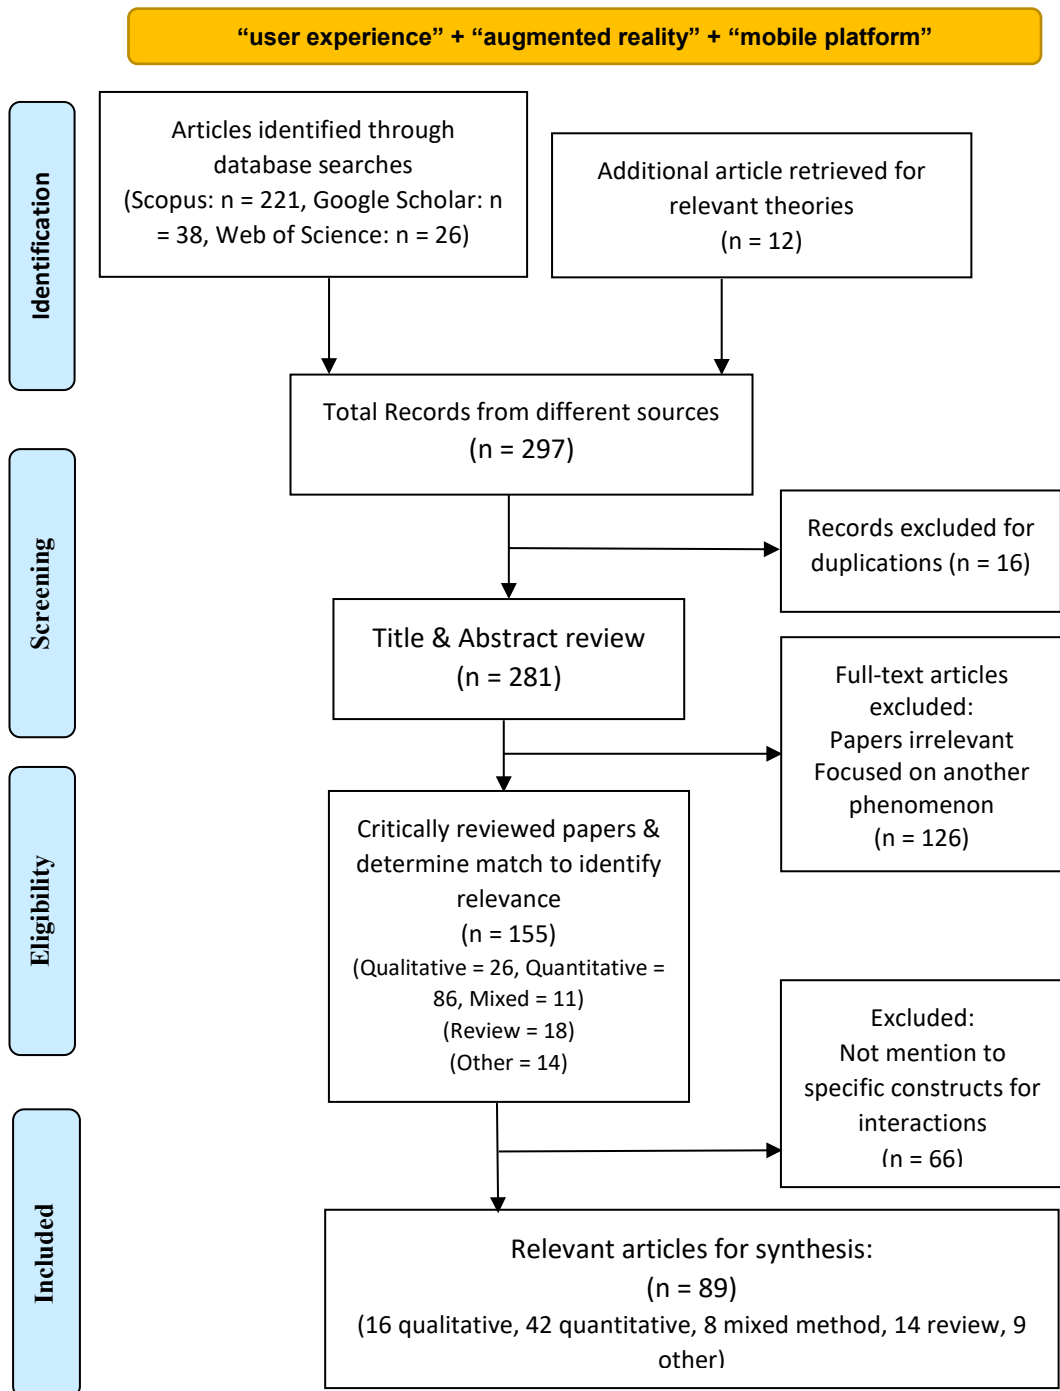 “user experience” + “augmented reality” + “mobile platform”
Identification
Articles identified through
database searches
(Scopus: n = 221, Google Scholar: n
= 38, Web of Science: n = 26)
Additional article retrieved for
relevant theories
(n = 12)
Total Records from different sources
(n = 297)
Screening
Records excluded for
duplications (n = 16)
Title & Abstract review
(n = 281)
Full-text articles
excluded:
Papers irrelevant
Focused on another
phenomenon
(n = 126)
Eligibility
Critically reviewed papers &
determine match to identify
relevance
(n = 155)
(Qualitative = 26, Quantitative =
86, Mixed = 11)
(Review = 18)
(Other = 14)
Excluded:
Not mention to
specific constructs for
interactions
(n = 66)
Included
Relevant articles for synthesis:
(n = 89)
(16 qualitative, 42 quantitative, 8 mixed method, 14 review, 9
other)